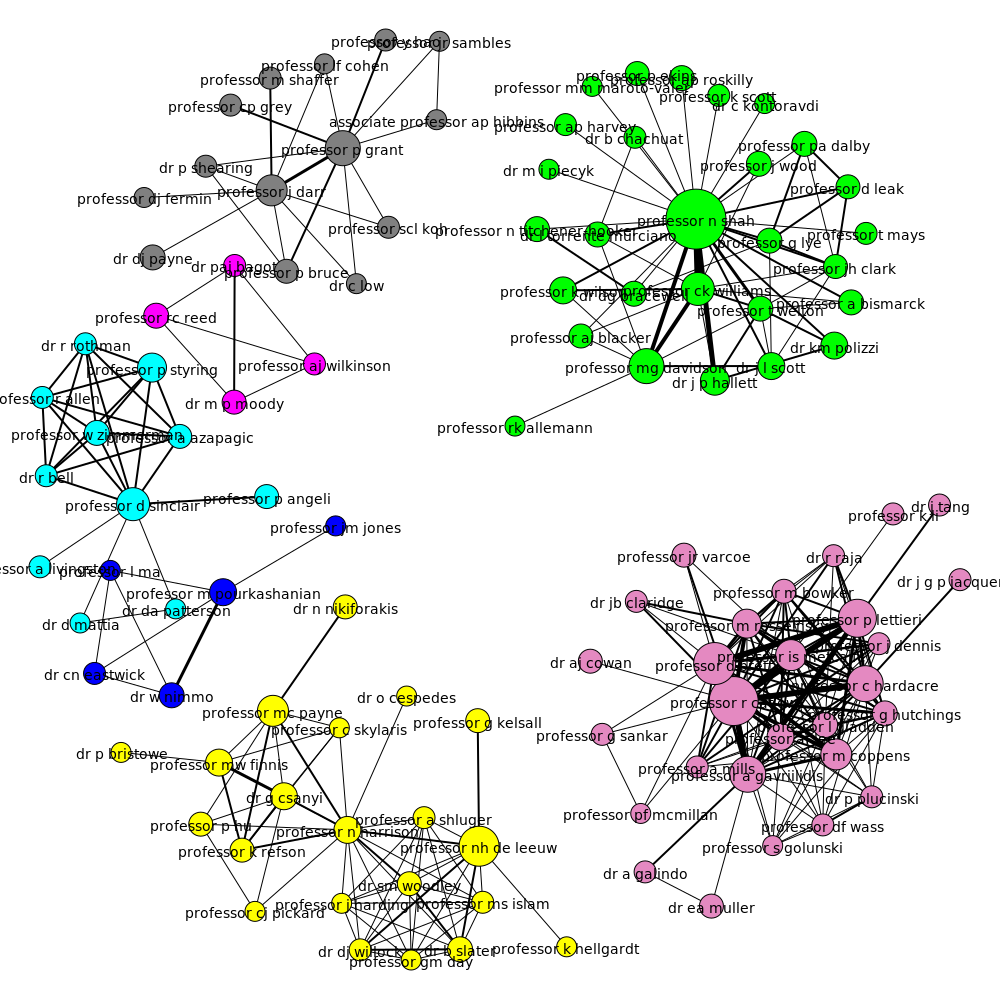 professor y hao
professor jr sambles
professor lf cohen
professor m shaffer
professor cp grey
associate professor ap hibbins
professor p grant
dr p shearing
professor j darr
professor dj fermin
professor scl koh
dr dj payne
professor p bruce
dr c low
dr paj bagot
professor rc reed
professor aj wilkinson
dr m p moody
professor p ekins
professor ap roskilly
professor mm maroto-valer
professor k scott
dr c kontoravdi
professor ap harvey
dr b chachuat
professor pa dalby
professor j wood
dr m i plecyk
professor d leak
professor n shah
professor n titchener-hooker
dr l torrente murciano
professor t mays
professor g lye
professor jh clark
professor k wilson
dr dg bracewell
professor ck williams
professor a bismarck
professor t welton
professor aj blacker
dr km polizzi
professor mg davidson
dr j l scott
dr j p hallett
professor rk allemann
dr r rothman
professor p styring
professor r allen
professor w zimmerman
professor a azapagic
dr r bell
professor d sinclair
professor p angeli
professor jm jones
professor l ma
professor m pourkashanian
dr da patterson
dr d mattia
dr cn eastwick
dr w nimmo
dr n nikiforakis
dr o cespedes
professor mc payne
professor g kelsall
professor c skylaris
dr p bristowe
professor mw finnis
dr g csanyi
professor a shluger
professor n harrison
professor k refson
professor nh de leeuw
dr sm woodley
professor cj pickard
professor j harding
professor ms islam
dr dj willock
dr b slater
professor gm day
professor k hellgardt
dr j tang
professor k li
professor jr varcoe
dr r raja
dr j g p jacquer
professor m bowker
dr jb claridge
professor p lettieri
professor j dennis
dr aj cowan
professor c hardacre
professor g hutchings
professor g sankar
professor m coppens
professor a mills
professor a gavriilidis
dr p plucinski
professor pf mcmillan
professor df wass
professor s golunski
dr a galindo
dr ea muller